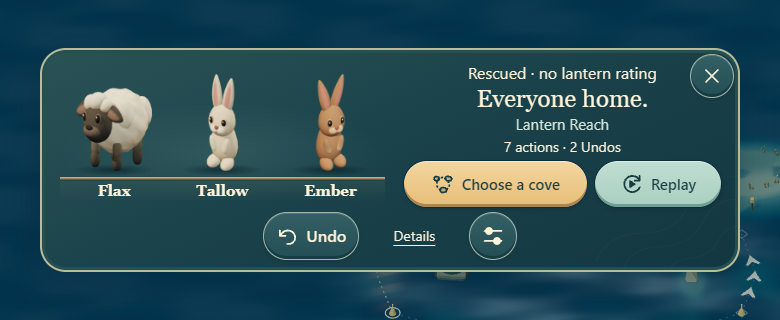 Rescued · no lantern rating
Everyone home.
Lantern Reach
7 actions · 2 Undos
Flax
Tallow
Ember
Choose a cove
Replay
Undo
Details